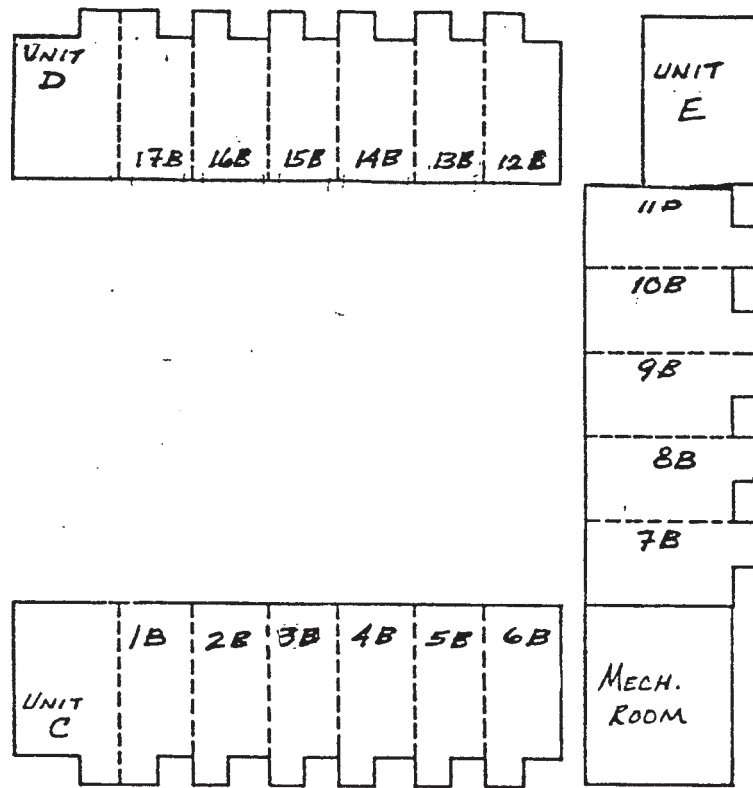 UNIT
D
17B 16B 15B 14B 13B 12B
UNIT
E
11B
10B
9B
8B
7B
1B 2B 3B 4B 5B 6B
UNIT
C
MECH.
ROOM